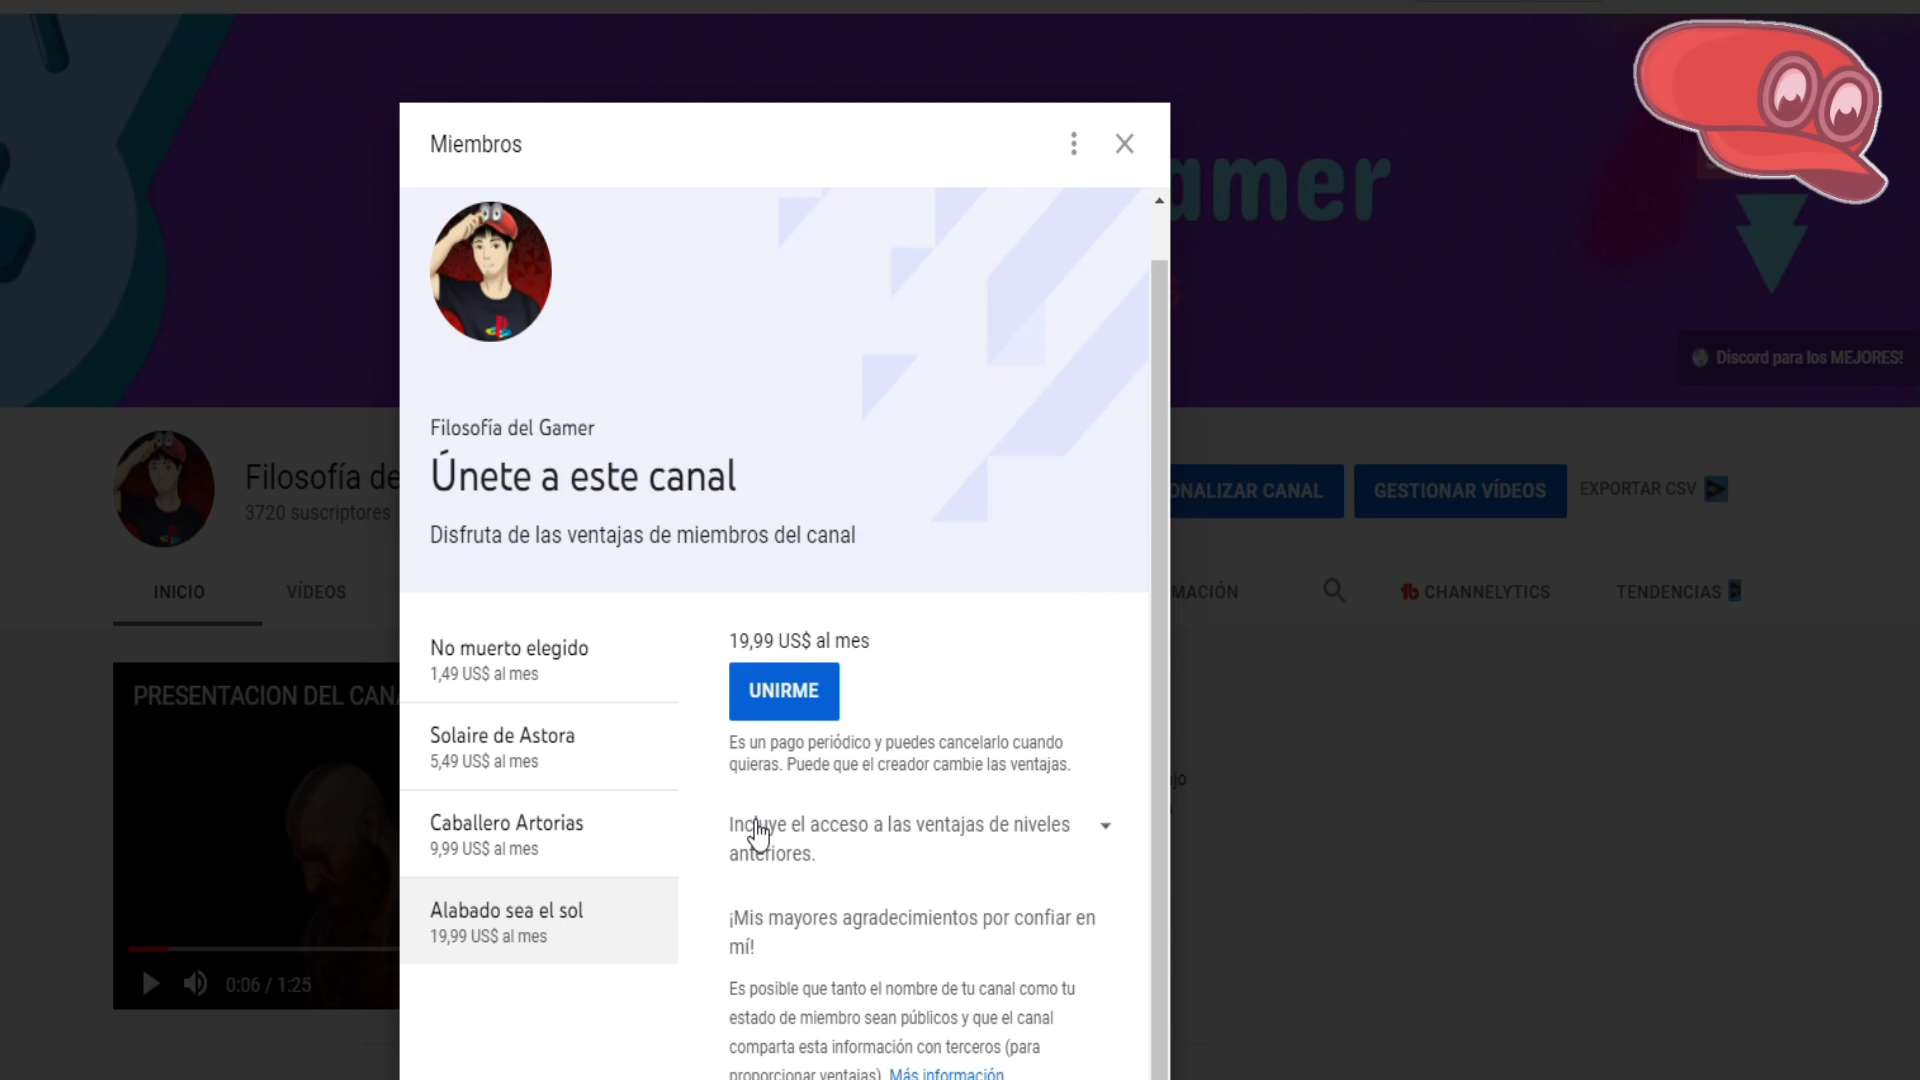 amer
Discord para los MEJORES!
Filosofía de
3720 suscriptores
ONALIZAR CANAL
GESTIONAR VÍDEOS
EXPORTAR CSV
INICIO
VÍDEOS
MACIÓN
CHANNELYTICS
TENDENCIAS
PRESENTACION DEL CANA
0:06 / 1:25
Miembros
Filosofía del Gamer
Únete a este canal
Disfruta de las ventajas de miembros del canal
No muerto elegido
1,49 US$ al mes
Solaire de Astora
5,49 US$ al mes
Caballero Artorias
9,99 US$ al mes
Alabado sea el sol
19,99 US$ al mes
19,99 US$ al mes
UNIRME
Es un pago periódico y puedes cancelarlo cuando
quieras. Puede que el creador cambie las ventajas.
Incluye el acceso a las ventajas de niveles
anteriores.
¡Mis mayores agradecimientos por confiar en
mí!
Es posible que tanto el nombre de tu canal como tu
estado de miembro sean públicos y que el canal
comparta esta información con terceros (para
proporcionar ventajas). Más información